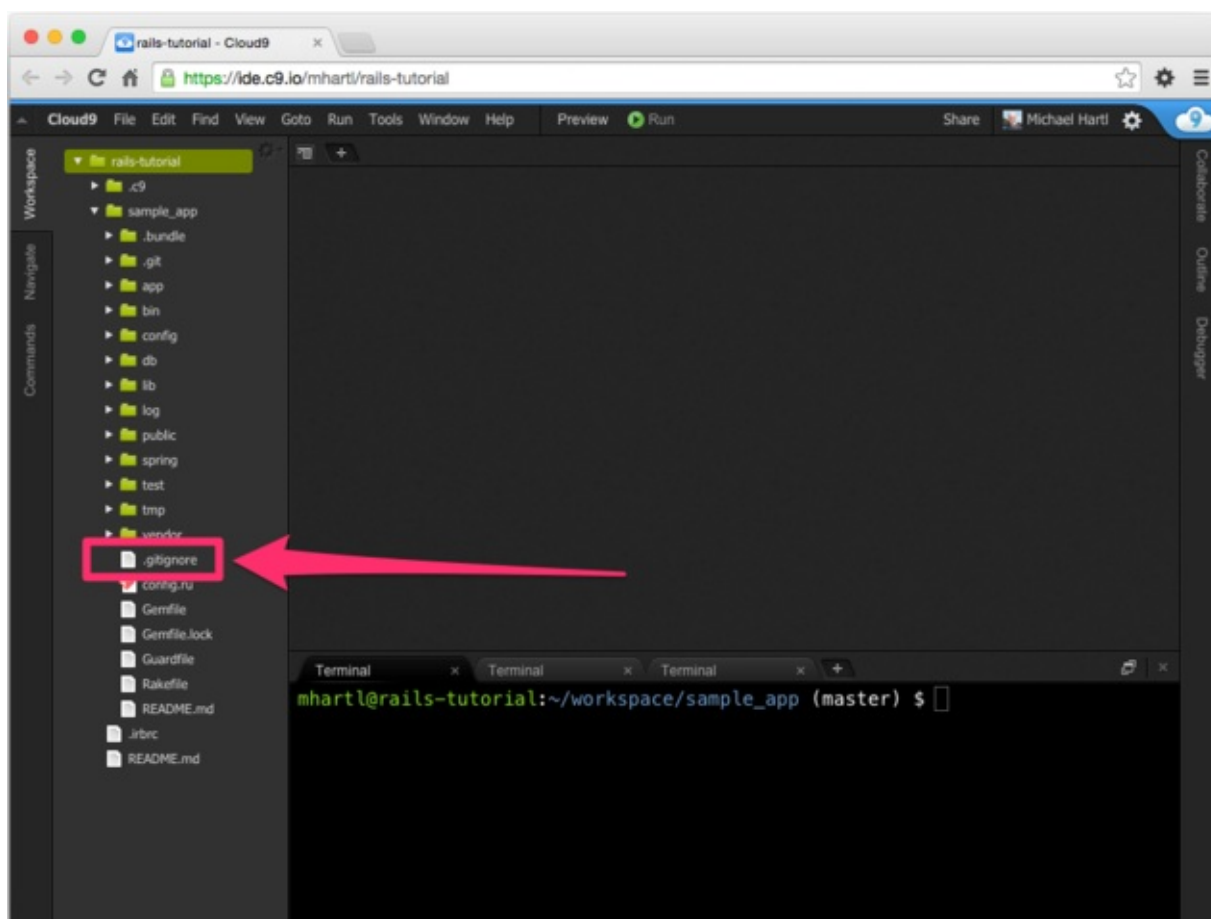 rails-tutorial - Cloud9
https://ide.c9.io/mhartl/rails-tutorial
Cloud9 File Edit Find View Goto Run Tools Window Help Preview Run Share Michael Hartl 9
Workspace
Navigate
Commands
rails-tutorial
.c9
sample_app
.bundle
.git
app
bin
config
db
lib
log
public
spring
test
tmp
vendor
.gitignore
config.ru
Gemfile
Gemfile.lock
Guardfile
Rakefile
README.md
.irbrc
README.md
Collaborate
Outline
Debugger
Terminal Terminal Terminal
mhartl@rails-tutorial:~/workspace/sample_app (master) $